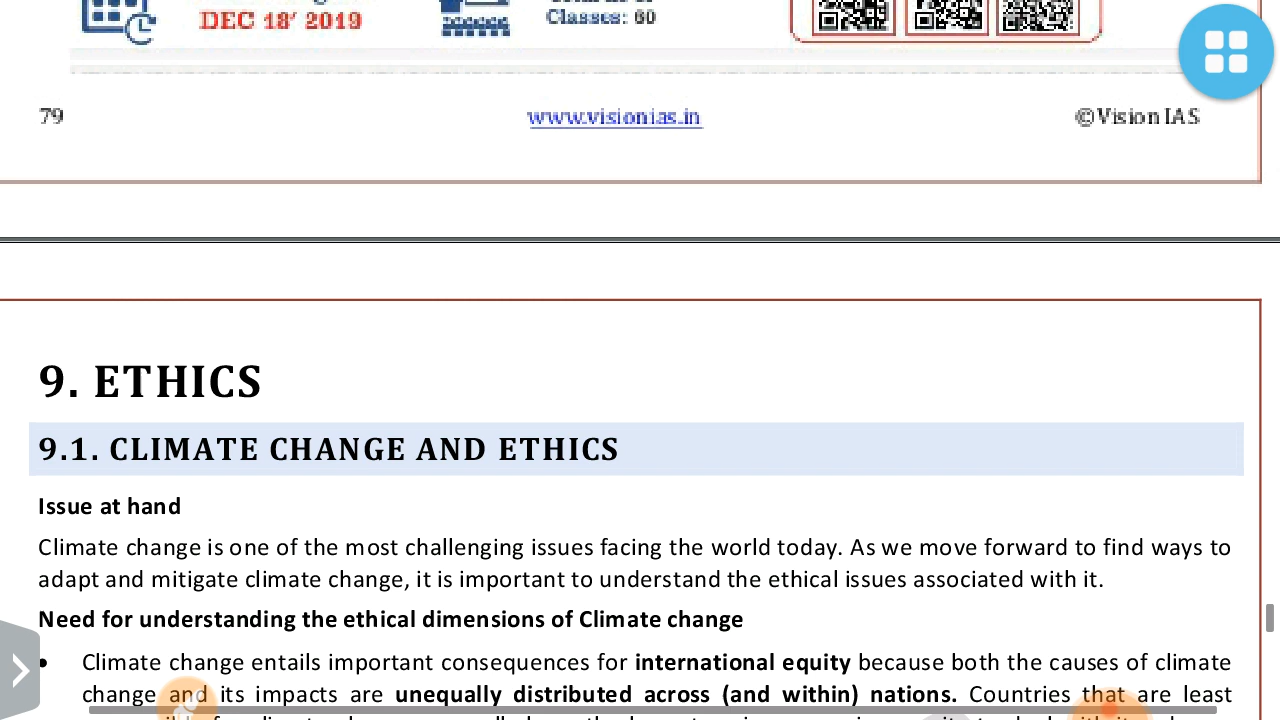 DEC 18' 2019
Classes: 60
79
www.visionias.in
©Vision IAS
9. ETHICS
9.1. CLIMATE CHANGE AND ETHICS
Issue at hand
Climate change is one of the most challenging issues facing the world today. As we move forward to find ways to
adapt and mitigate climate change, it is important to understand the ethical issues associated with it.
Need for understanding the ethical dimensions of Climate change
• Climate change entails important consequences for international equity because both the causes of climate
change and its impacts are unequally distributed across (and within) nations. Countries that are least